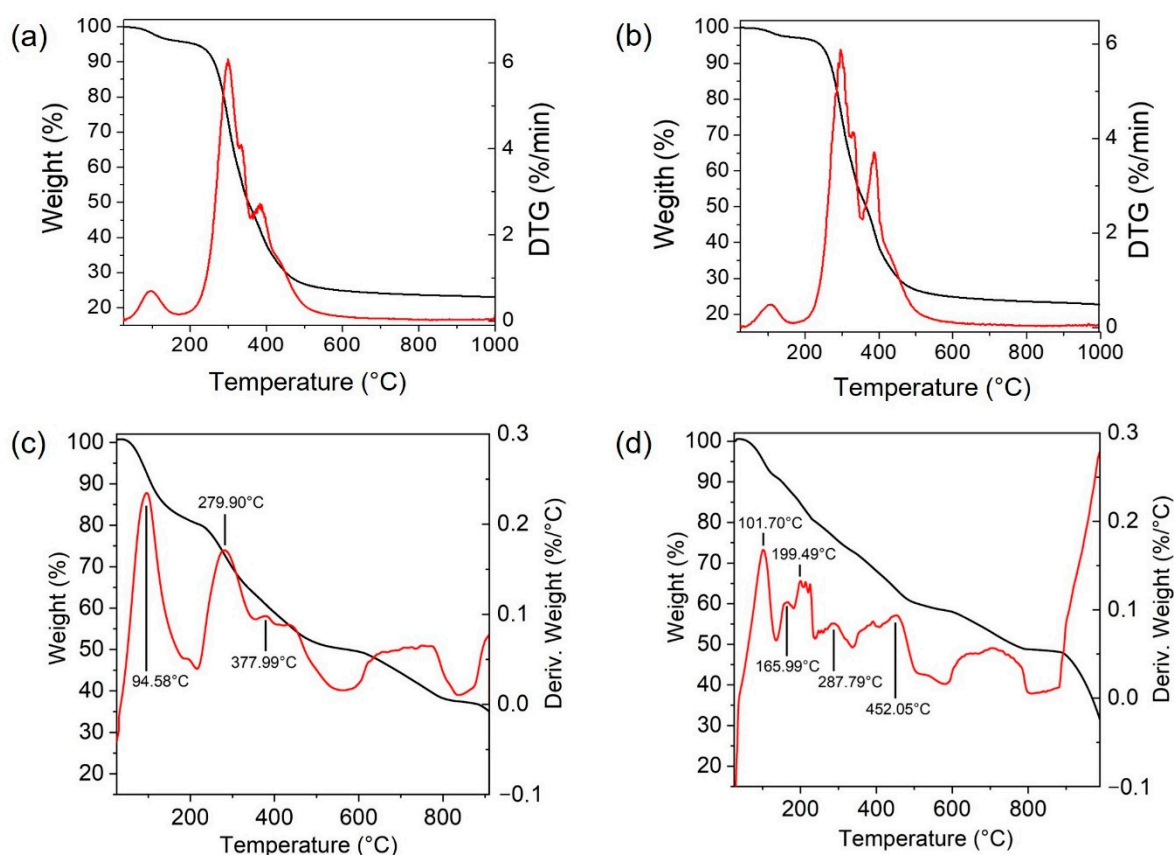 (a)
Weight (%)
100
90
80
70
60
50
40
30
20
6
4
2
0
DTG (%/min)
200 400 600 800 1000
Temperature (°C)
(b)
Wegith (%)
100
90
80
70
60
50
40
30
20
6
4
2
0
DTG (%/min)
200 400 600 800 1000
Temperature (°C)
(c)
Weight (%)
100
90
80
70
60
50
40
30
20
279.90°C
377.99°C
94.58°C
0.3
0.2
0.1
0.0
−0.1
Deriv. Weight (%/°C)
200 400 600 800
Temperature (°C)
(d)
Weight (%)
100
90
80
70
60
50
40
30
20
101.70°C
199.49°C
165.99°C
287.79°C
452.05°C
0.3
0.2
0.1
0.0
−0.1
Deriv. Weight (%/°C)
200 400 600 800
Temperature (°C)